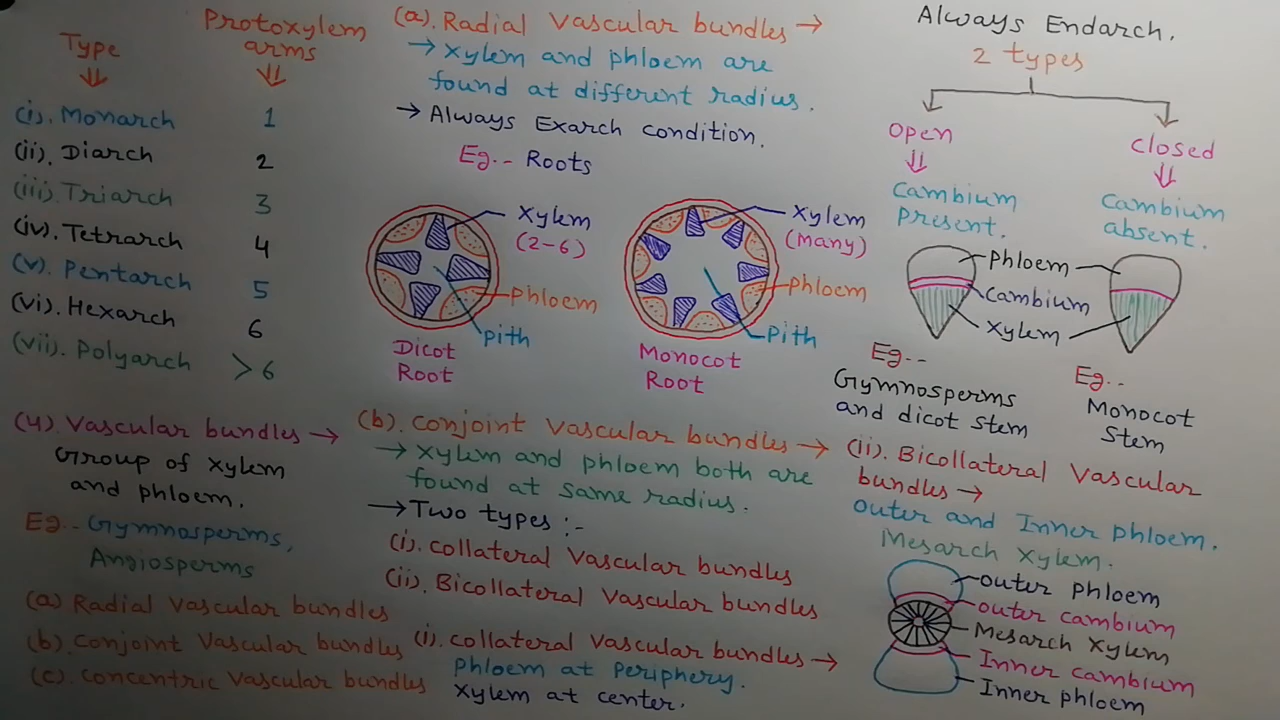 Type
Protoxylem
arms
(i). Monarch 1
(ii). Diarch 2
(iii). Triarch 3
(iv). Tetrarch 4
(v). Pentarch 5
(vi). Hexarch 6
(vii). Polyarch >6
(4). Vascular bundles →
Group of xylem
and phloem.
Eg.- Gymnosperms,
Angiosperms
(a) Radial Vascular bundles
(b). Conjoint Vascular bundles
(c). Concentric Vascular bundles
(a). Radial Vascular bundles →
→ Xylem and phloem are
found at different radius.
→ Always Exarch condition.
Eg.- Roots
Xylem
(2-6)
Phloem
Pith
Dicot
Root
Xylem
(many)
Phloem
Pith
Monocot
Root
(b). Conjoint Vascular bundles →
→ Xylem and phloem both are
found at same radius.
→ Two types :-
(i). Collateral Vascular bundles
(ii). Bicollateral Vascular bundles
(i). Collateral Vascular bundles →
Phloem at periphery.
Xylem at center.
Always Endarch.
2 types
Open
Cambium
Present.
Closed
Cambium
absent.
Phloem
Cambium
Xylem
Eg.-
Gymnosperms
and dicot stem
Eg.-
Monocot
Stem
(ii). Bicollateral Vascular
bundles →
Outer and Inner phloem.
Mesarch Xylem.
Outer Phloem
Outer cambium
Mesarch Xylem
Inner cambium
Inner phloem